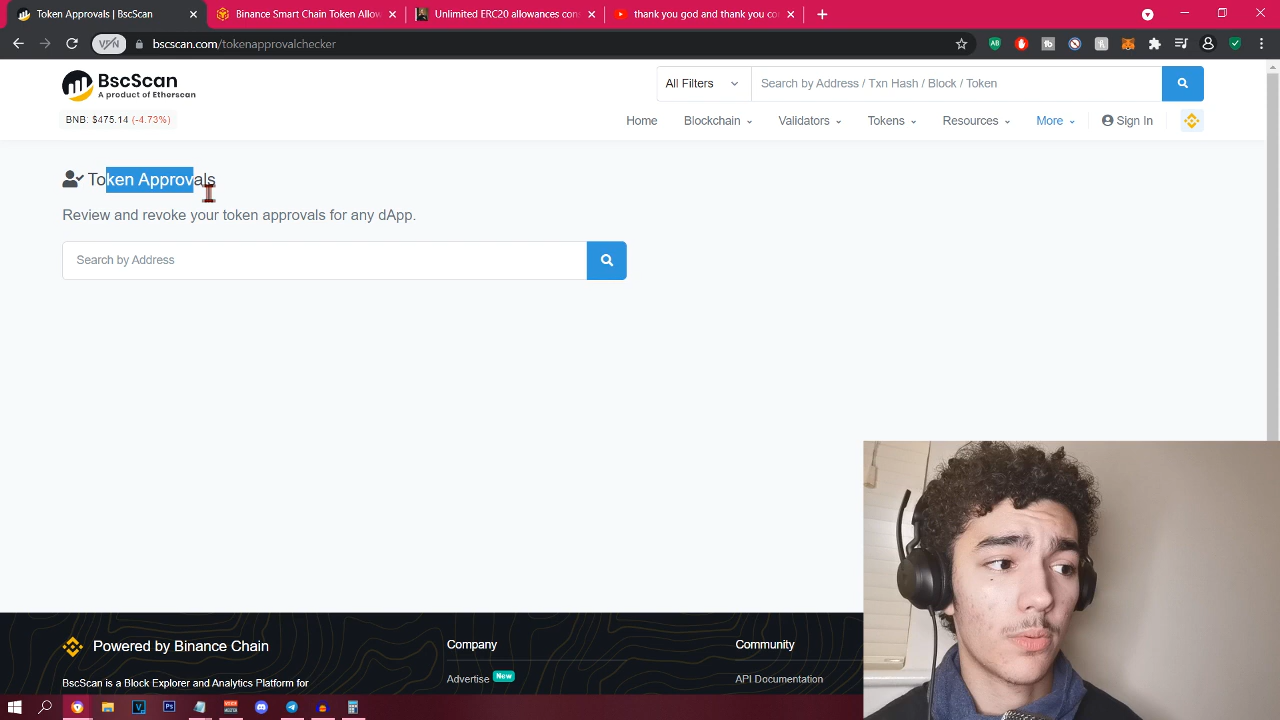 Token Approvals | BscScan
Binance Smart Chain Token Allow
Unlimited ERC20 allowances con
thank you god and thank you co
VPN
bscscan.com/tokenapprovalchecker
BscScan
A product of Etherscan
All Filters
Search by Address / Txn Hash / Block / Token
BNB: $475.14 (-4.73%)
Home
Blockchain
Validators
Tokens
Resources
More
Sign In
Token Approvals
Review and revoke your token approvals for any dApp.
Search by Address
Powered by Binance Chain
Company
Community
BscScan is a Block Explorer and Analytics Platform for
Advertise New
API Documentation